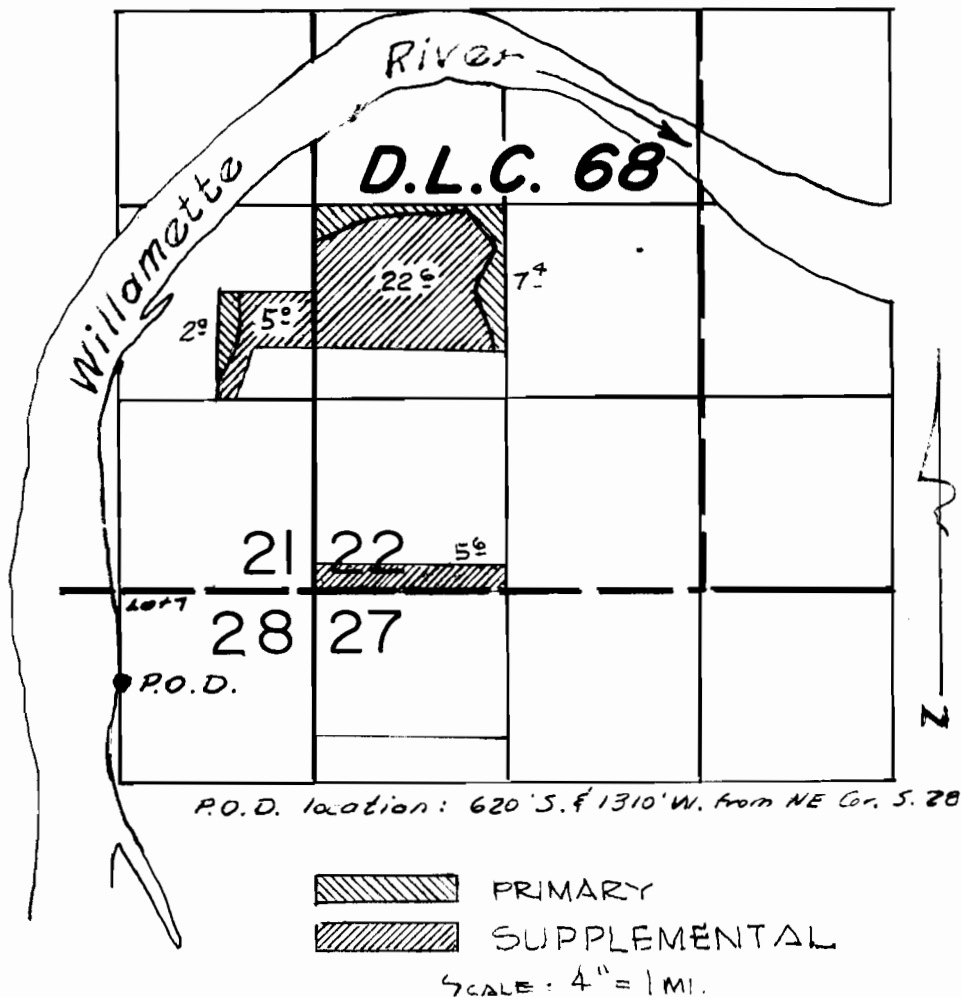 River
Willamette
D.L.C. 68
22.6
7.4
5.0
2.0
21 22
5.6
Lot 7
28 27
P.O.D.
N
P.O.D. location: 620' S. & 1310' W. from NE Cor. S. 28
PRIMARY
SUPPLEMENTAL
SCALE: 4" = 1 MI.